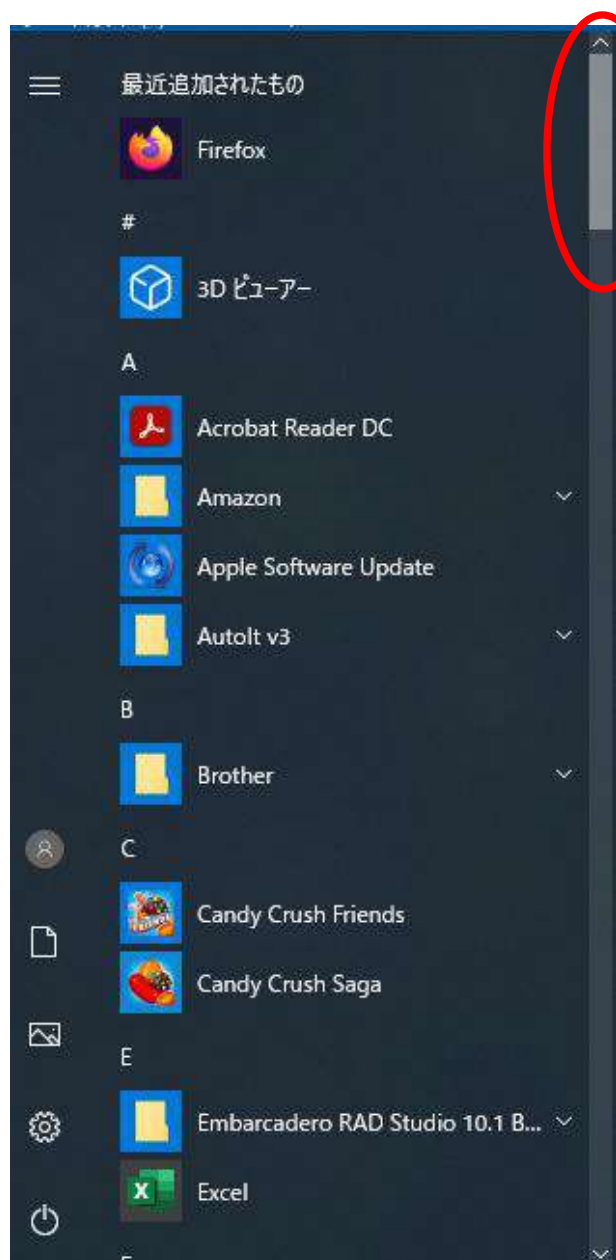 最近追加されたもの
Firefox
#
3D ビューアー
A
Acrobat Reader DC
Amazon
Apple Software Update
AutoIt v3
B
Brother
C
Candy Crush Friends
Candy Crush Saga
E
Embarcadero RAD Studio 10.1 B...
Excel